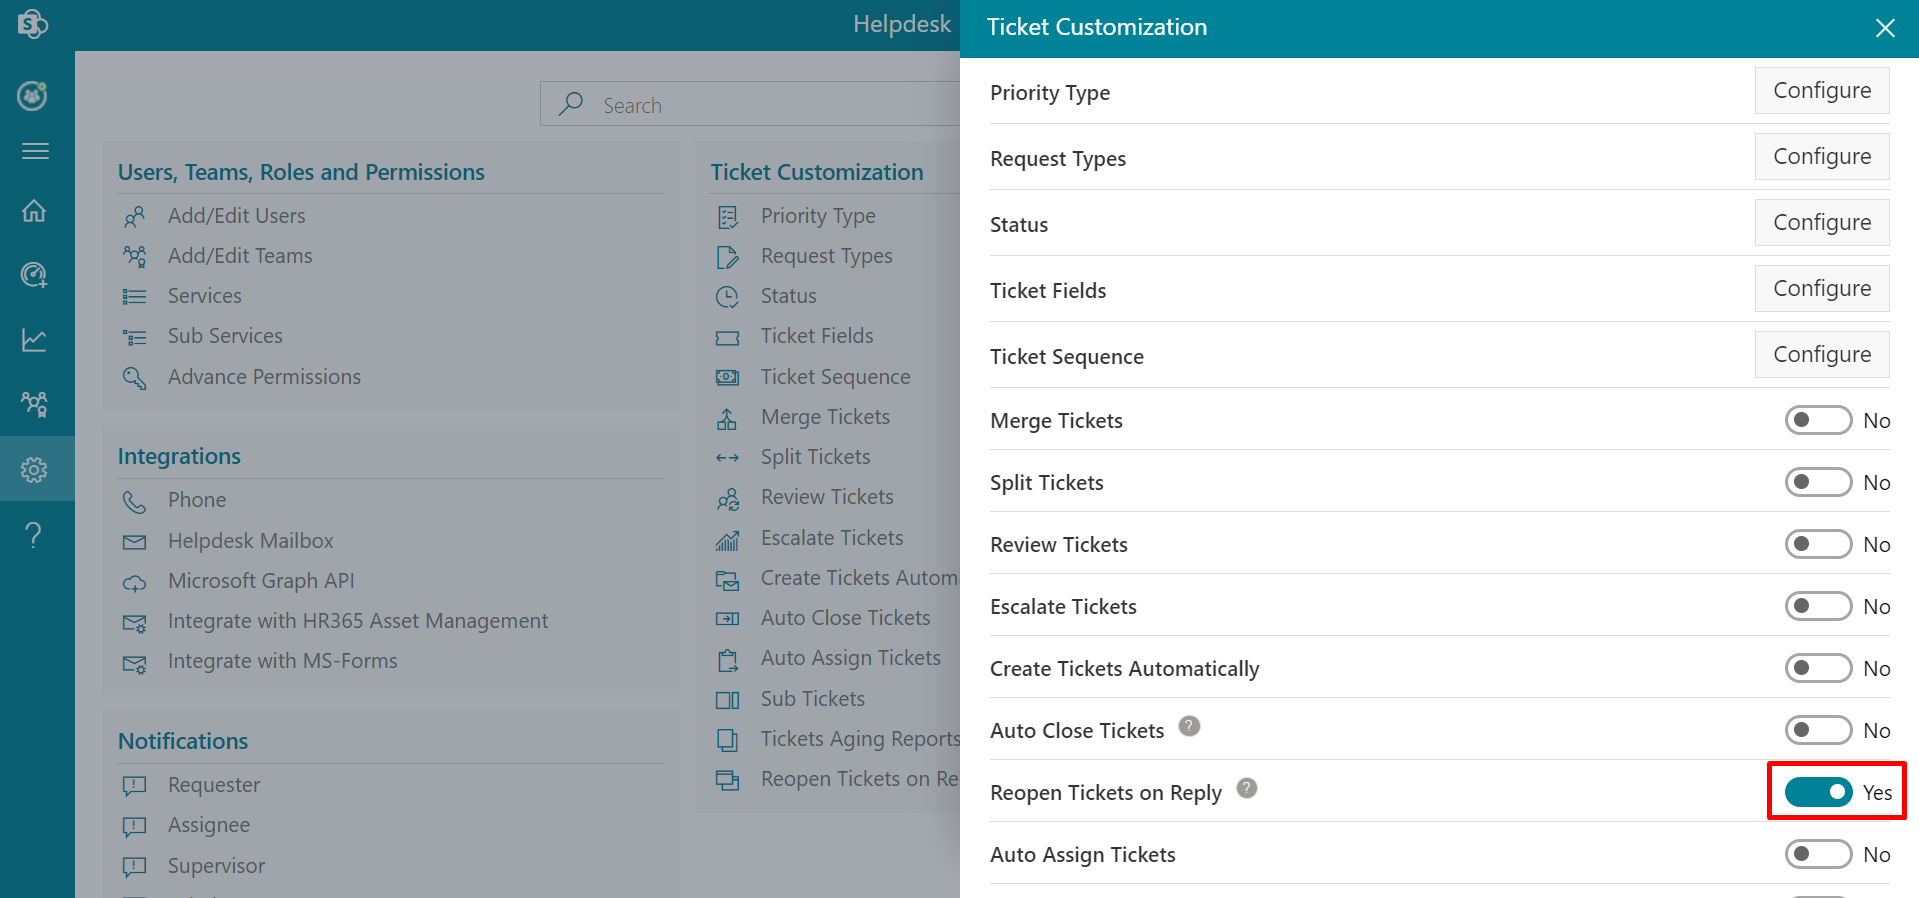 Helpdesk
Search
Users, Teams, Roles and Permissions
Add/Edit Users
Add/Edit Teams
Services
Sub Services
Advance Permissions
Integrations
Phone
Helpdesk Mailbox
Microsoft Graph API
Integrate with HR365 Asset Management
Integrate with MS-Forms
Notifications
Requester
Assignee
Supervisor
Ticket Customization
Priority Type
Request Types
Status
Ticket Fields
Ticket Sequence
Merge Tickets
Split Tickets
Review Tickets
Escalate Tickets
Create Tickets Autom
Auto Close Tickets
Auto Assign Tickets
Sub Tickets
Tickets Aging Reports
Reopen Tickets on Re
Ticket Customization
Priority Type Configure
Request Types Configure
Status Configure
Ticket Fields Configure
Ticket Sequence Configure
Merge Tickets No
Split Tickets No
Review Tickets No
Escalate Tickets No
Create Tickets Automatically No
Auto Close Tickets ? No
Reopen Tickets on Reply ? Yes
Auto Assign Tickets No